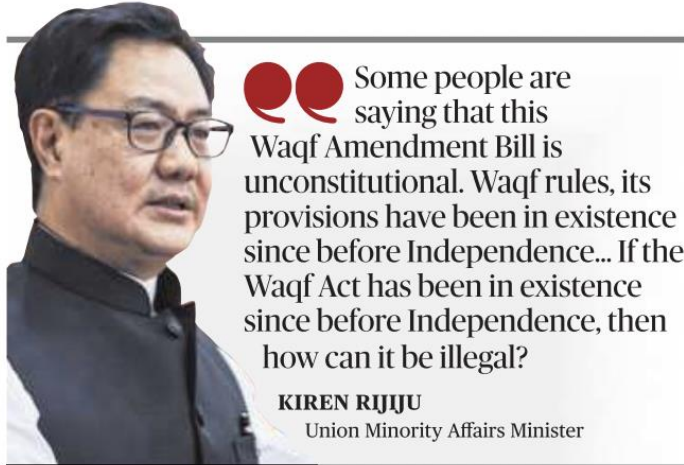 Some people are
saying that this
Waqf Amendment Bill is
unconstitutional. Waqf rules, its
provisions have been in existence
since before Independence... If the
Waqf Act has been in existence
since before Independence, then
how can it be illegal?
KIREN RIJIJU
Union Minority Affairs Minister